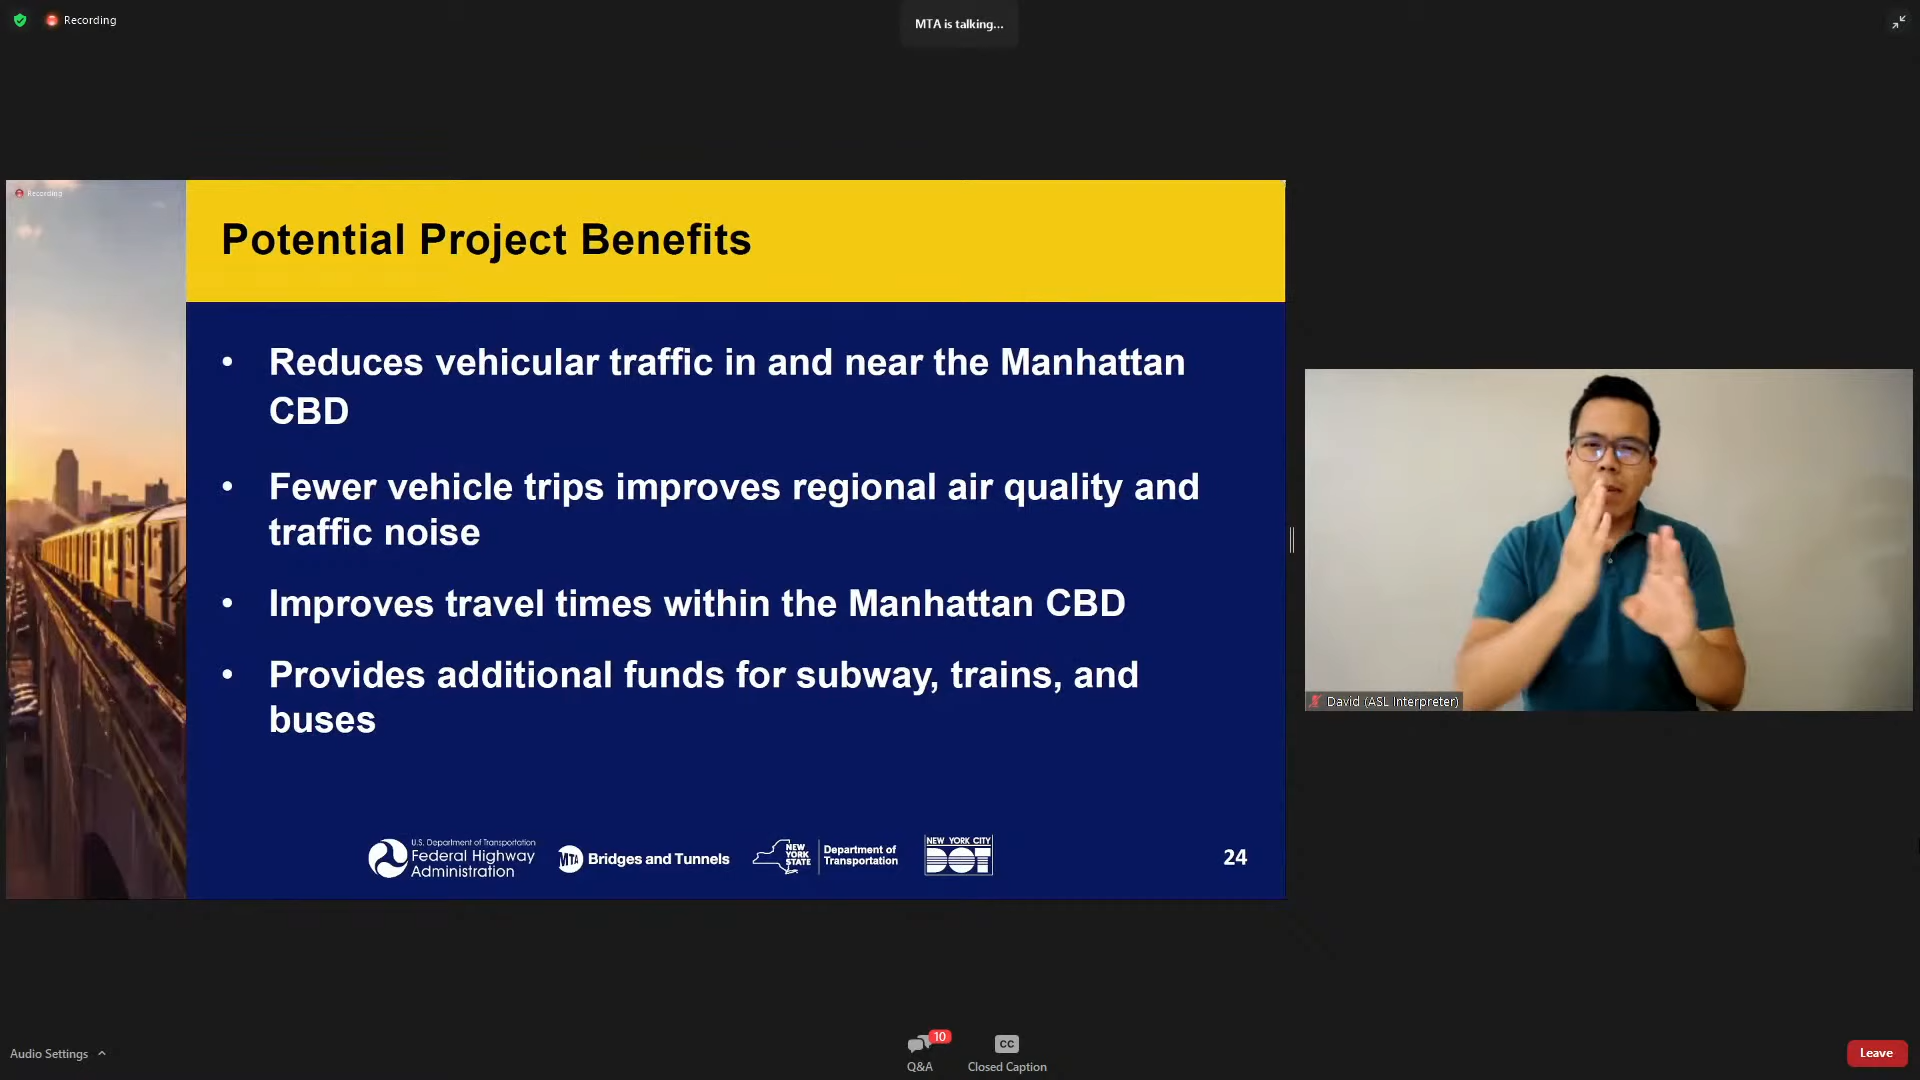 Recording
MTA is talking...
Recording
Potential Project Benefits
• Reduces vehicular traffic in and near the Manhattan
CBD
• Fewer vehicle trips improves regional air quality and
traffic noise
• Improves travel times within the Manhattan CBD
• Provides additional funds for subway, trains, and
buses
U.S. Department of Transportation
Federal Highway
Administration
MTA Bridges and Tunnels
NEW
YORK
STATE
Department of
Transportation
NEW YORK CITY
DOT
24
David (ASL Interpreter)
Audio Settings
10
Q&A
CC
Closed Caption
Leave